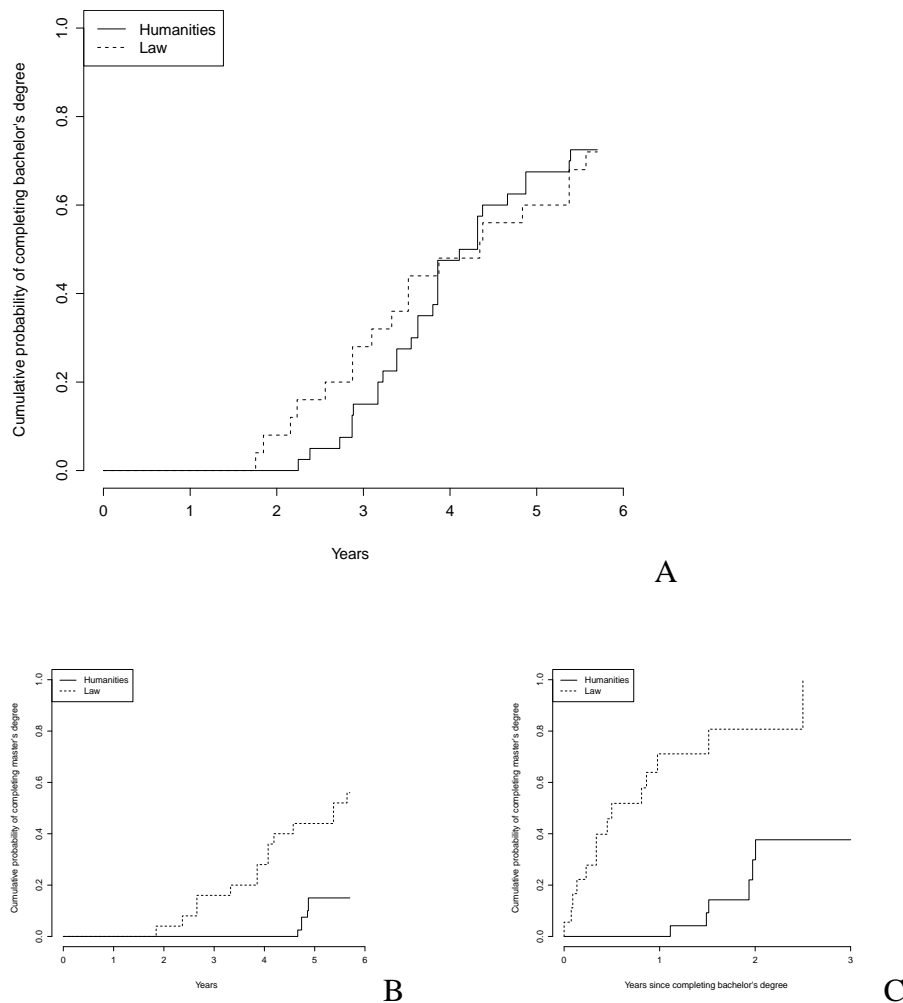 Humanities
Law
Cumulative probability of completing bachelor's degree
0.0 0.2 0.4 0.6 0.8 1.0
0 1 2 3 4 5 6
Years
A
Humanities
Law
Cumulative probability of completing master's degree
0.0 0.2 0.4 0.6 0.8 1.0
0 1 2 3 4 5 6
Years
B
Humanities
Law
Cumulative probability of completing master's degree
0.0 0.2 0.4 0.6 0.8 1.0
0 1 2 3
Years since completing bachelor's degree
C